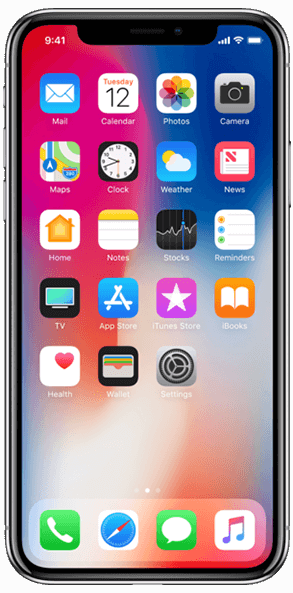 9:41
Tuesday
12
Mail Calendar Photos Camera
Maps Clock Weather News
Home Notes Stocks Reminders
TV App Store iTunes Store iBooks
Health Wallet Settings